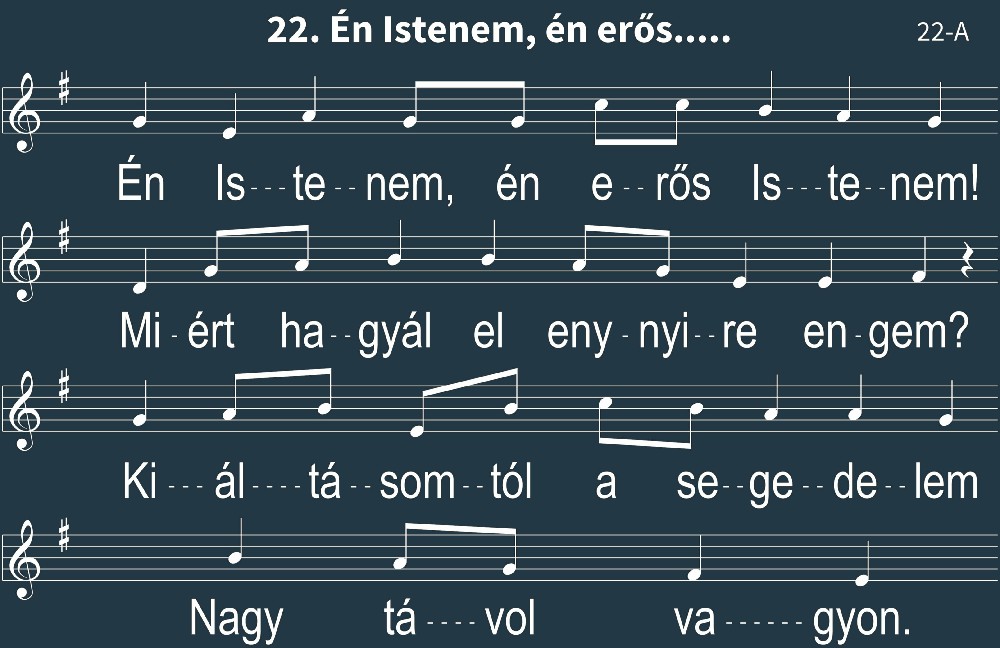 22. Én Istenem, én erős.....
22-A
Én Is---te--nem, én e--rős Is---te--nem!
Mi-ért ha--gyál el eny-nyi--re en-gem?
Ki---ál----tá--som--tól a se--ge--de--lem
Nagy tá----vol va------gyon.